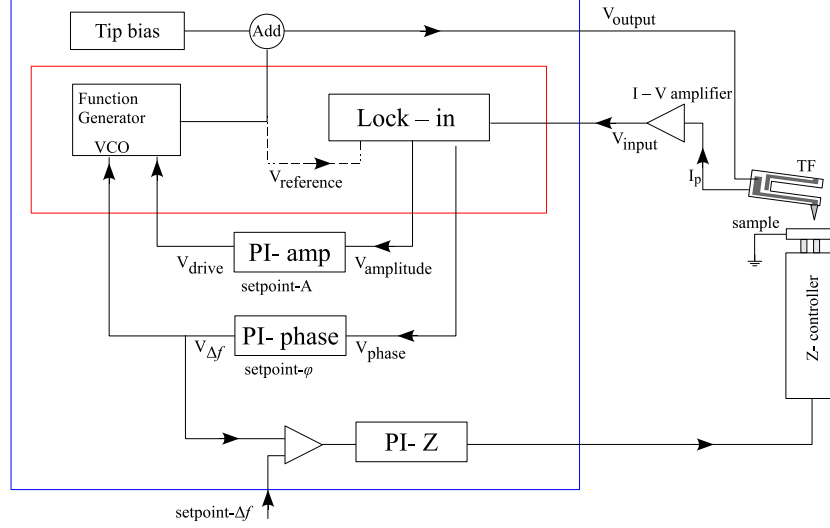 Tip bias
Add
V_output
Function
Generator
VCO
Lock – in
I – V amplifier
V_input
I_p
TF
V_reference
sample
V_drive
PI- amp
V_amplitude
setpoint-A
V_Δf
PI- phase
V_phase
setpoint-φ
Z- controller
PI- Z
setpoint-Δf